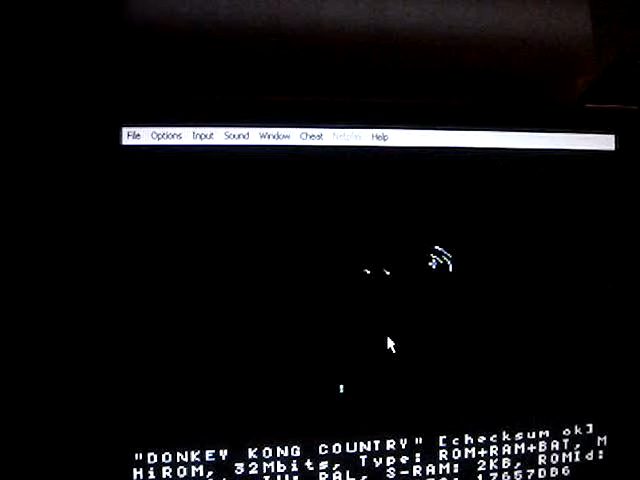 File Options Input Sound Window Cheat Netplay Help
"DONKEY KONG COUNTRY" [checksum ok]
HiROM, 32Mbits, Type: ROM+RAM+BAT, M
PAL, S-RAM: 2KB, ROMId: